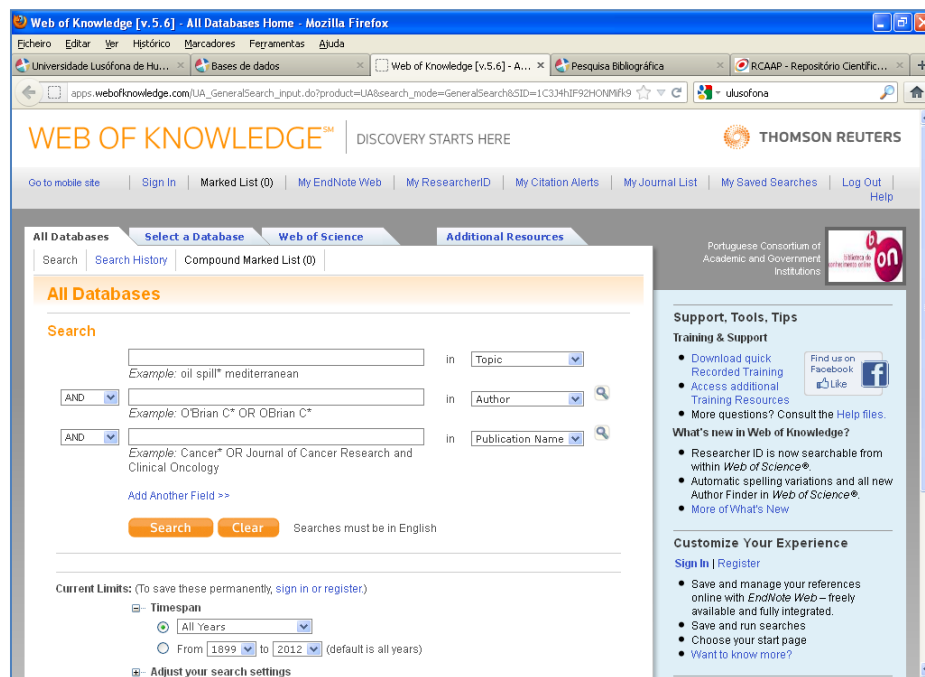 Web of Knowledge [v.5.6] - All Databases Home - Mozilla Firefox
Ficheiro Editar Ver Histórico Marcadores Ferramentas Ajuda
Universidade Lusófona de Hu... Bases de dados Web of Knowledge [v.5.6] - A... Pesquisa Bibliográfica RCAAP - Repositório Científic...
apps.webofknowledge.com/UA_GeneralSearch_input.do?product=UA&search_mode=GeneralSearch&SID= ulusofona
WEB OF KNOWLEDGE℠ DISCOVERY STARTS HERE THOMSON REUTERS
Go to mobile site Sign In Marked List (0) My EndNote Web My ResearcherID My Citation Alerts My Journal List My Saved Searches Log Out
Help
All Databases Select a Database Web of Science Additional Resources
Search Search History Compound Marked List (0)
Portuguese Consortium of
Academic and Government
Institutions
b on
All Databases
Search
in Topic
Example: oil spill* mediterranean
AND in Author
Example: O'Brian C* OR OBrian C*
AND in Publication Name
Example: Cancer* OR Journal of Cancer Research and
Clinical Oncology
Add Another Field >>
Search Clear Searches must be in English
Current Limits: (To save these permanently, sign in or register.)
Timespan
All Years
From 1899 to 2012 (default is all years)
Adjust your search settings
Support, Tools, Tips
Training & Support
Download quick
Recorded Training
Access additional
Training Resources
Find us on
Facebook
Like
f
More questions? Consult the Help files.
What's new in Web of Knowledge?
Researcher ID is now searchable from
within Web of Science®.
Automatic spelling variations and all new
Author Finder in Web of Science®.
More of What's New
Customize Your Experience
Sign In | Register
Save and manage your references
online with EndNote Web – freely
available and fully integrated.
Save and run searches
Choose your start page
Want to know more?